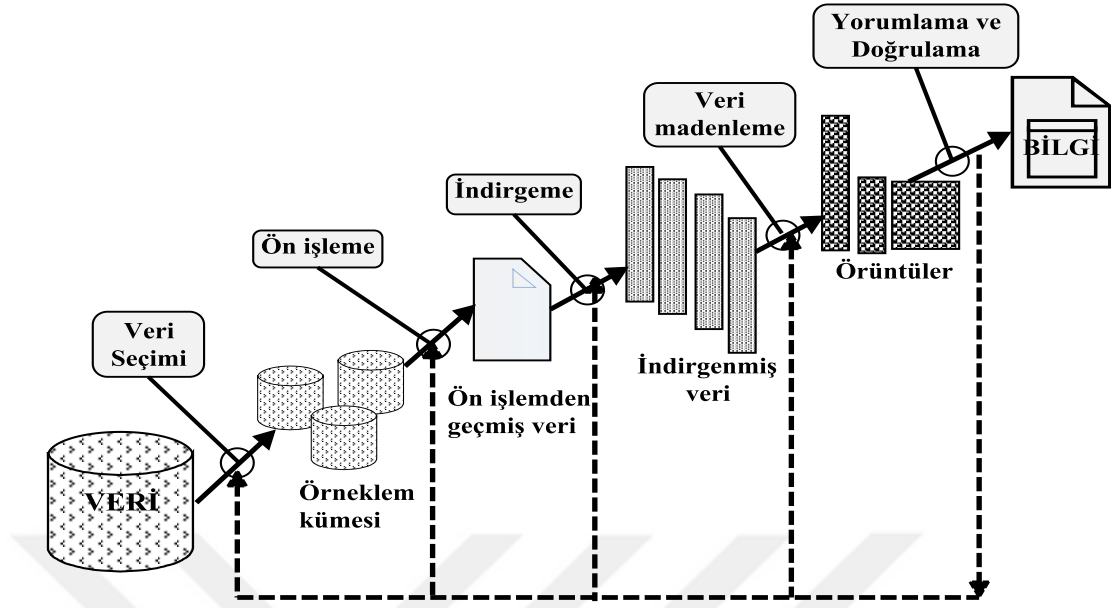 Yorumlama ve
Doğrulama
Veri
madenleme
BİLGİ
İndirgeme
Ön işleme
Örüntüler
Veri
Seçimi
İndirgenmiş
veri
Ön işlemden
geçmiş veri
VERİ
Örneklem
kümesi